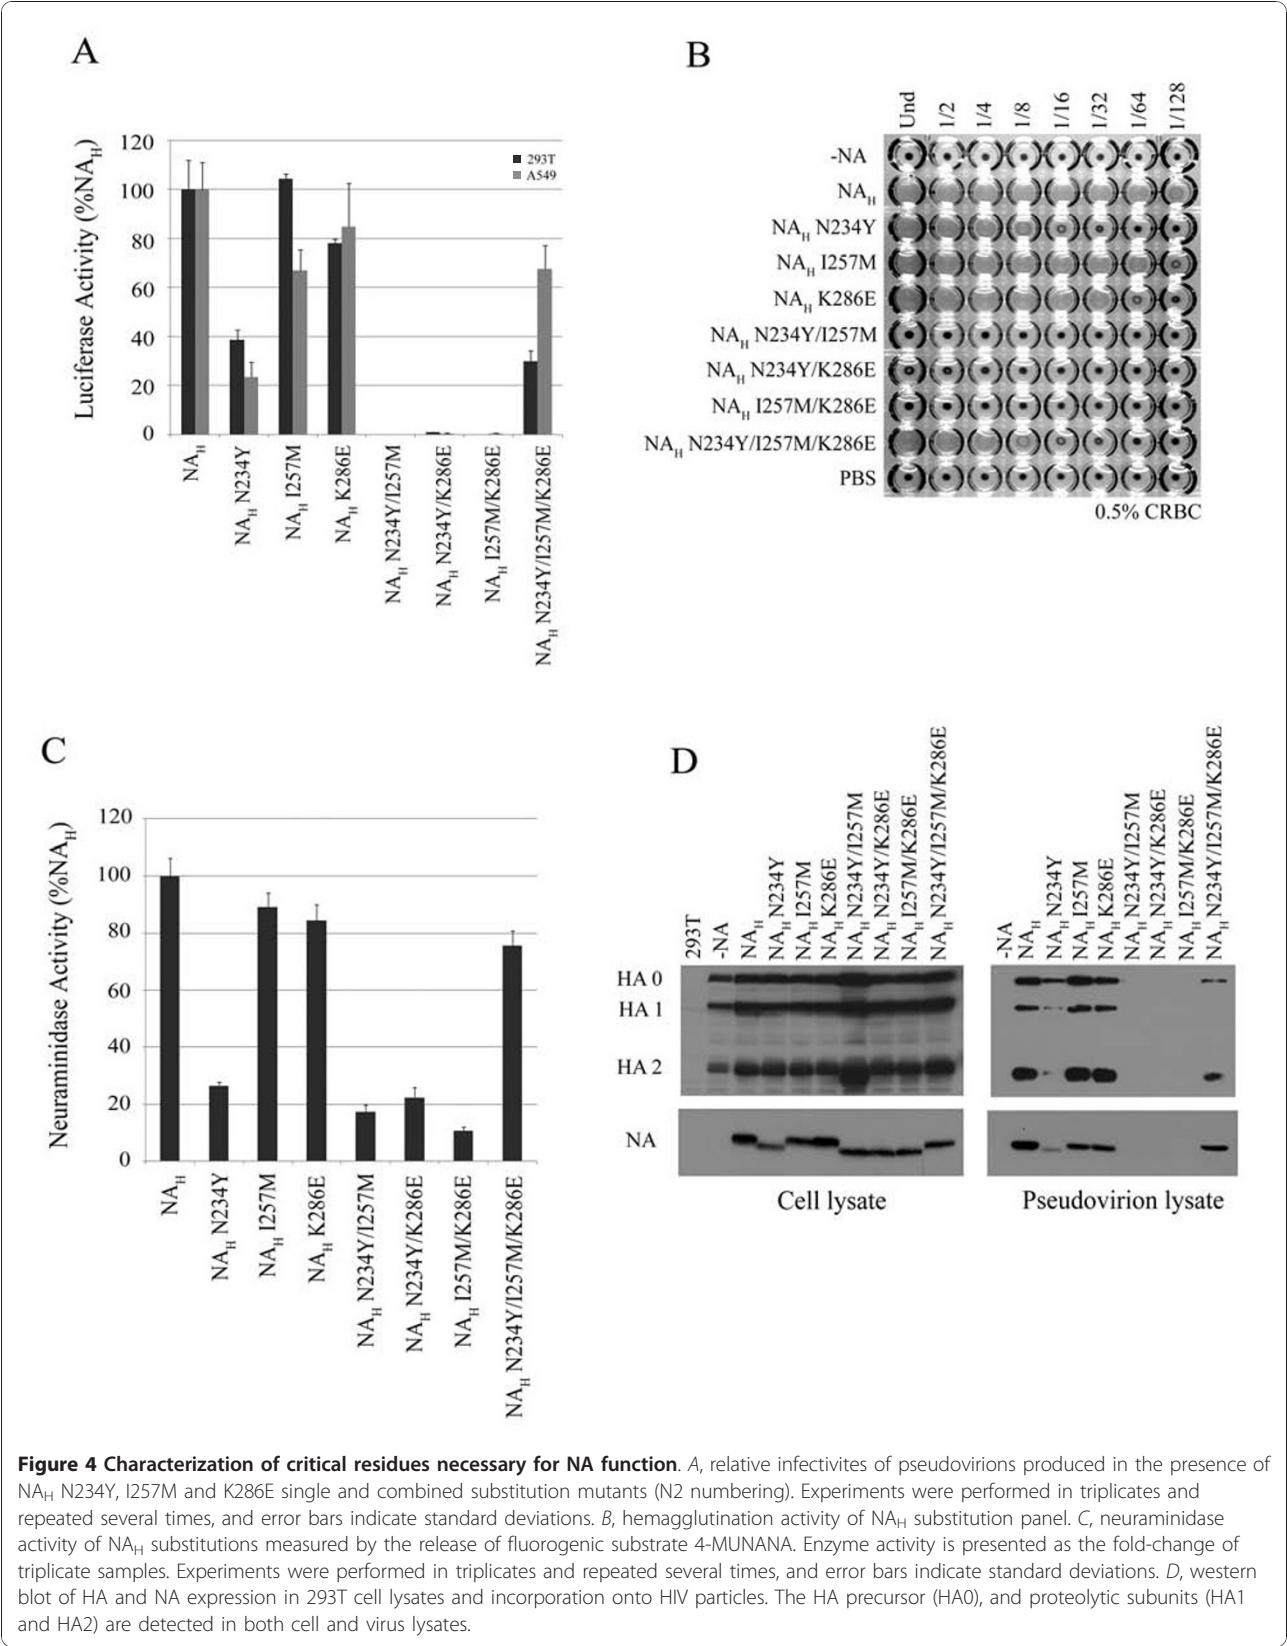 A
Luciferase Activity (%NAH)
120
100
80
60
40
20
0
293T
A549
NAH
NAH N234Y
NAH I257M
NAH K286E
NAH N234Y/I257M
NAH N234Y/K286E
NAH I257M/K286E
NAH N234Y/I257M/K286E
B
Und
1/2
1/4
1/8
1/16
1/32
1/64
1/128
-NA
NAH
NAH N234Y
NAH I257M
NAH K286E
NAH N234Y/I257M
NAH N234Y/K286E
NAH I257M/K286E
NAH N234Y/I257M/K286E
PBS
0.5% CRBC
C
Neuraminidase Activity (%NAH)
120
100
80
60
40
20
0
NAH
NAH N234Y
NAH I257M
NAH K286E
NAH N234Y/I257M
NAH N234Y/K286E
NAH I257M/K286E
NAH N234Y/I257M/K286E
D
293T
-NA
NAH
NAH N234Y
NAH I257M
NAH K286E
NAH N234Y/I257M
NAH N234Y/K286E
NAH I257M/K286E
NAH N234Y/I257M/K286E
-NA
NAH
NAH N234Y
NAH I257M
NAH K286E
NAH N234Y/I257M
NAH N234Y/K286E
NAH I257M/K286E
NAH N234Y/I257M/K286E
HA 0
HA 1
HA 2
NA
Cell lysate
Pseudovirion lysate
Figure 4 Characterization of critical residues necessary for NA function. A, relative infectivites of pseudovirions produced in the presence of
NAH N234Y, I257M and K286E single and combined substitution mutants (N2 numbering). Experiments were performed in triplicates and
repeated several times, and error bars indicate standard deviations. B, hemagglutination activity of NAH substitution panel. C, neuraminidase
activity of NAH substitutions measured by the release of fluorogenic substrate 4-MUNANA. Enzyme activity is presented as the fold-change of
triplicate samples. Experiments were performed in triplicates and repeated several times, and error bars indicate standard deviations. D, western
blot of HA and NA expression in 293T cell lysates and incorporation onto HIV particles. The HA precursor (HA0), and proteolytic subunits (HA1
and HA2) are detected in both cell and virus lysates.